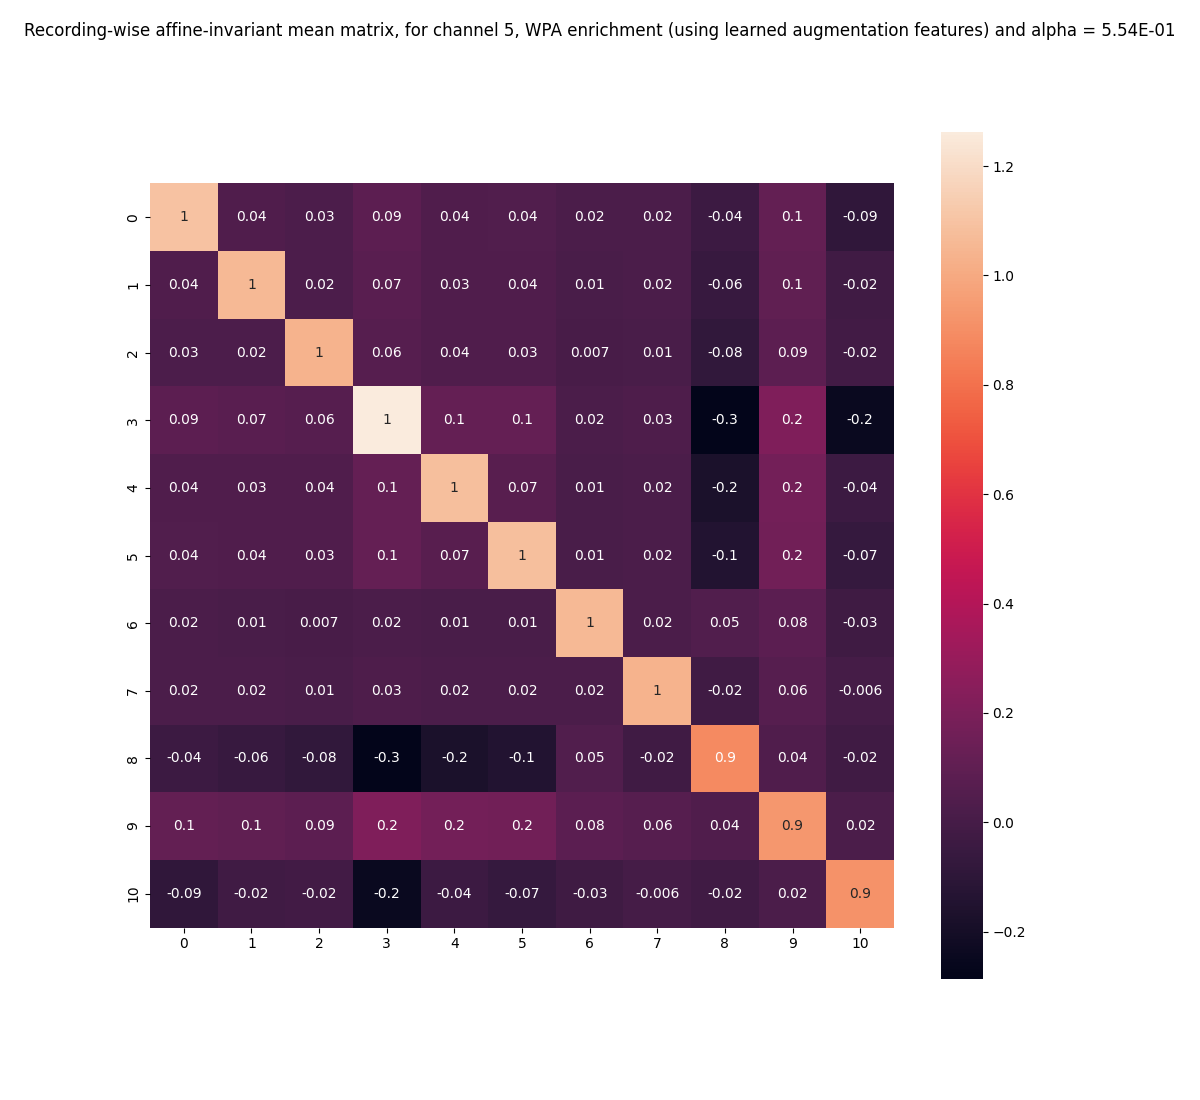 Recording-wise affine-invariant mean matrix, for channel 5, WPA enrichment (using learned augmentation features) and alpha = 5.54E-01
0 1 0.04 0.03 0.09 0.04 0.04 0.02 0.02 -0.04 0.1 -0.09
1 0.04 1 0.02 0.07 0.03 0.04 0.01 0.02 -0.06 0.1 -0.02
2 0.03 0.02 1 0.06 0.04 0.03 0.007 0.01 -0.08 0.09 -0.02
3 0.09 0.07 0.06 1 0.1 0.1 0.02 0.03 -0.3 0.2 -0.2
4 0.04 0.03 0.04 0.1 1 0.07 0.01 0.02 -0.2 0.2 -0.04
5 0.04 0.04 0.03 0.1 0.07 1 0.01 0.02 -0.1 0.2 -0.07
6 0.02 0.01 0.007 0.02 0.01 0.01 1 0.02 0.05 0.08 -0.03
7 0.02 0.02 0.01 0.03 0.02 0.02 0.02 1 -0.02 0.06 -0.006
8 -0.04 -0.06 -0.08 -0.3 -0.2 -0.1 0.05 -0.02 0.9 0.04 -0.02
9 0.1 0.1 0.09 0.2 0.2 0.2 0.08 0.06 0.04 0.9 0.02
10 -0.09 -0.02 -0.02 -0.2 -0.04 -0.07 -0.03 -0.006 -0.02 0.02 0.9
0 1 2 3 4 5 6 7 8 9 10
1.2
1.0
0.8
0.6
0.4
0.2
0.0
−0.2